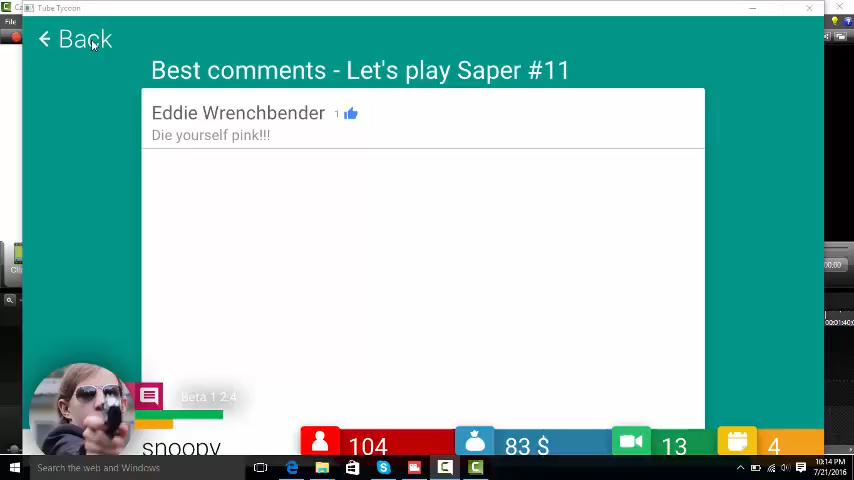 Tube Tycoon
File
Back
Best comments - Let's play Saper #11
Eddie Wrenchbender 1
Die yourself pink!!!
Beta 1 2.4
snoopy
104
83 $
13
4
Search the web and Windows
10:14 PM
7/21/2016